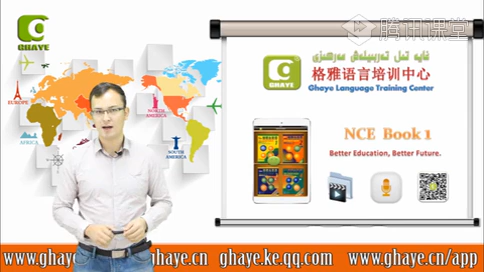 GHAYE
腾讯课堂
غايە تىل تەربىيىلەش مەركىزى
格雅语言培训中心
GHAYE
Ghaye Language Training Center
EUROPE
NORTH
AMERICA
AFRICA
SOUTH
AMERICA
NCE Book 1
Better Education, Better Future.
www.ghaye
ghaye.cn ghaye.ke.qq.com www.ghaye.cn/app